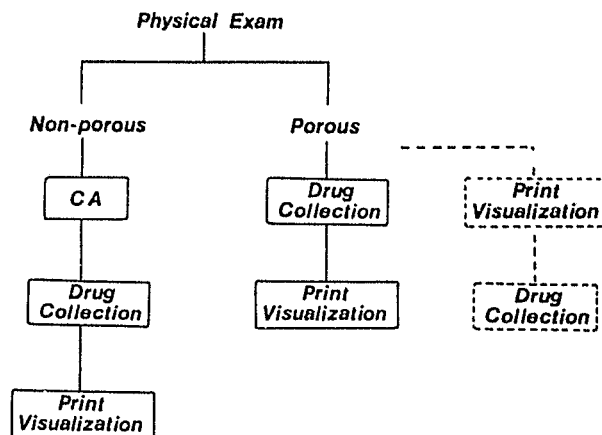 Physical Exam
Non-porous
Porous
CA
Drug
Collection
Print
Visualization
Drug
Collection
Print
Visualization
Drug
Collection
Print
Visualization